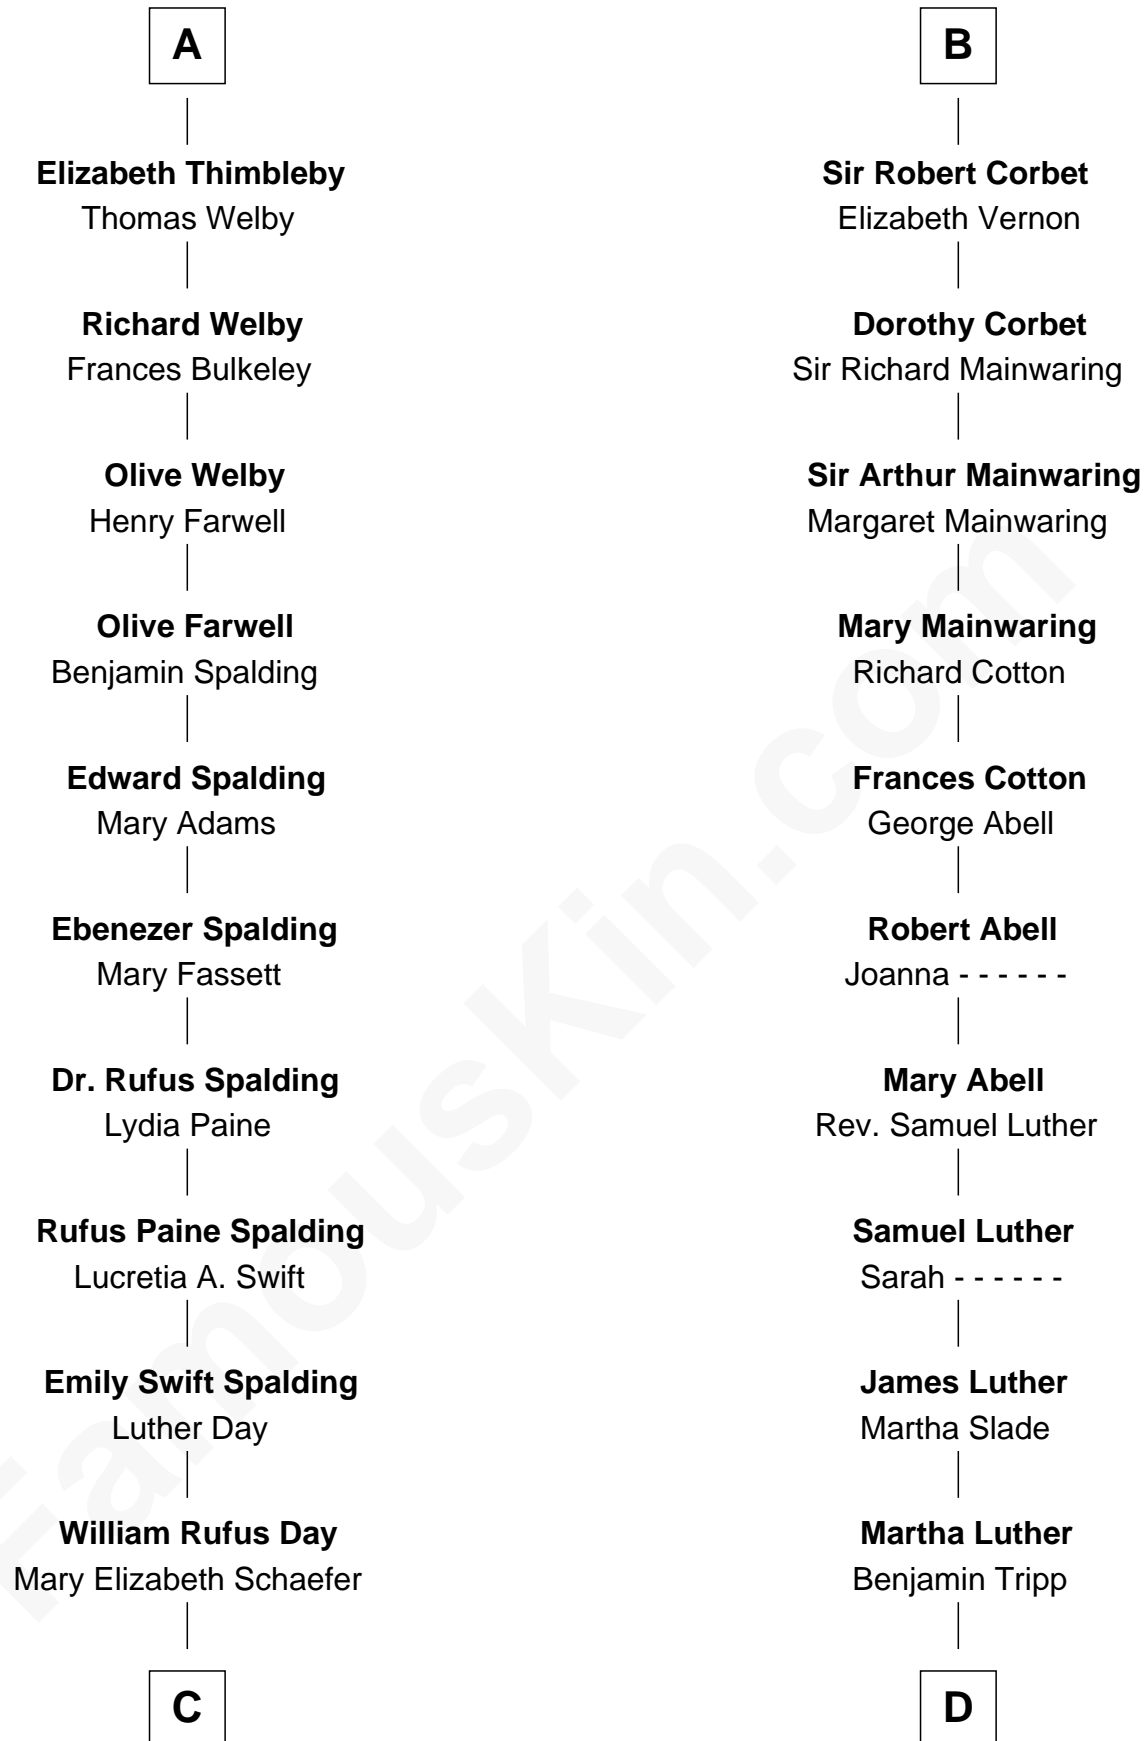 A
Elizabeth Thimbleby
Thomas Welby
Richard Welby
Frances Bulkeley
Olive Welby
Henry Farwell
Olive Farwell
Benjamin Spalding
Edward Spalding
Mary Adams
Ebenezer Spalding
Mary Fassett
Dr. Rufus Spalding
Lydia Paine
Rufus Paine Spalding
Lucretia A. Swift
Emily Swift Spalding
Luther Day
William Rufus Day
Mary Elizabeth Schaefer
C
B
Sir Robert Corbet
Elizabeth Vernon
Dorothy Corbet
Sir Richard Mainwaring
Sir Arthur Mainwaring
Margaret Mainwaring
Mary Mainwaring
Richard Cotton
Frances Cotton
George Abell
Robert Abell
Joanna - - - - - -
Mary Abell
Rev. Samuel Luther
Samuel Luther
Sarah - - - - - -
James Luther
Martha Slade
Martha Luther
Benjamin Tripp
D
FamousKin.com